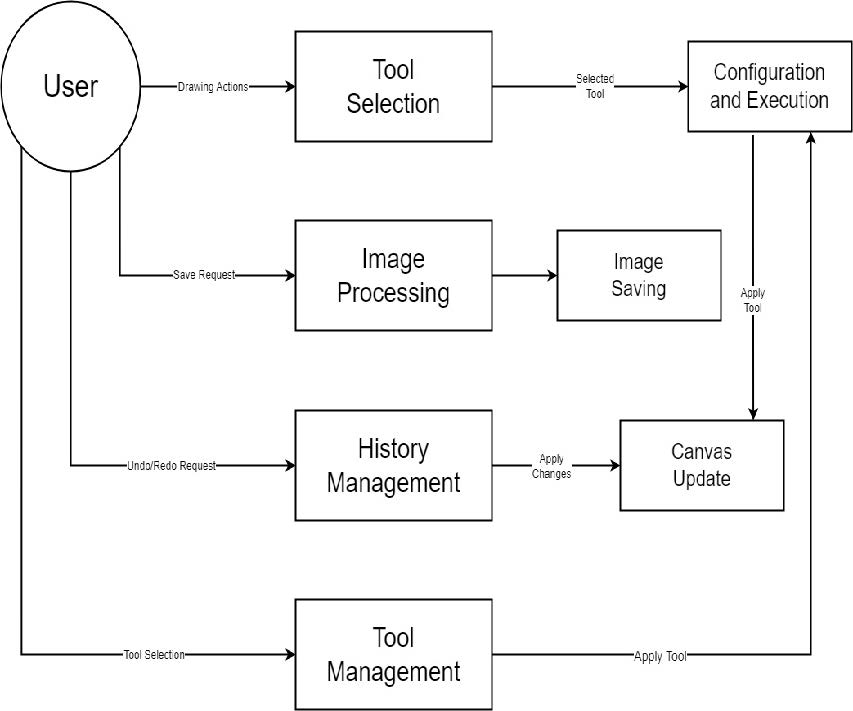 User
Drawing Actions
Tool
Selection
Selected
Tool
Configuration
and Execution
Save Request
Image
Processing
Image
Saving
Apply
Tool
Undo/Redo Request
History
Management
Apply
Changes
Canvas
Update
Tool Selection
Tool
Management
Apply Tool